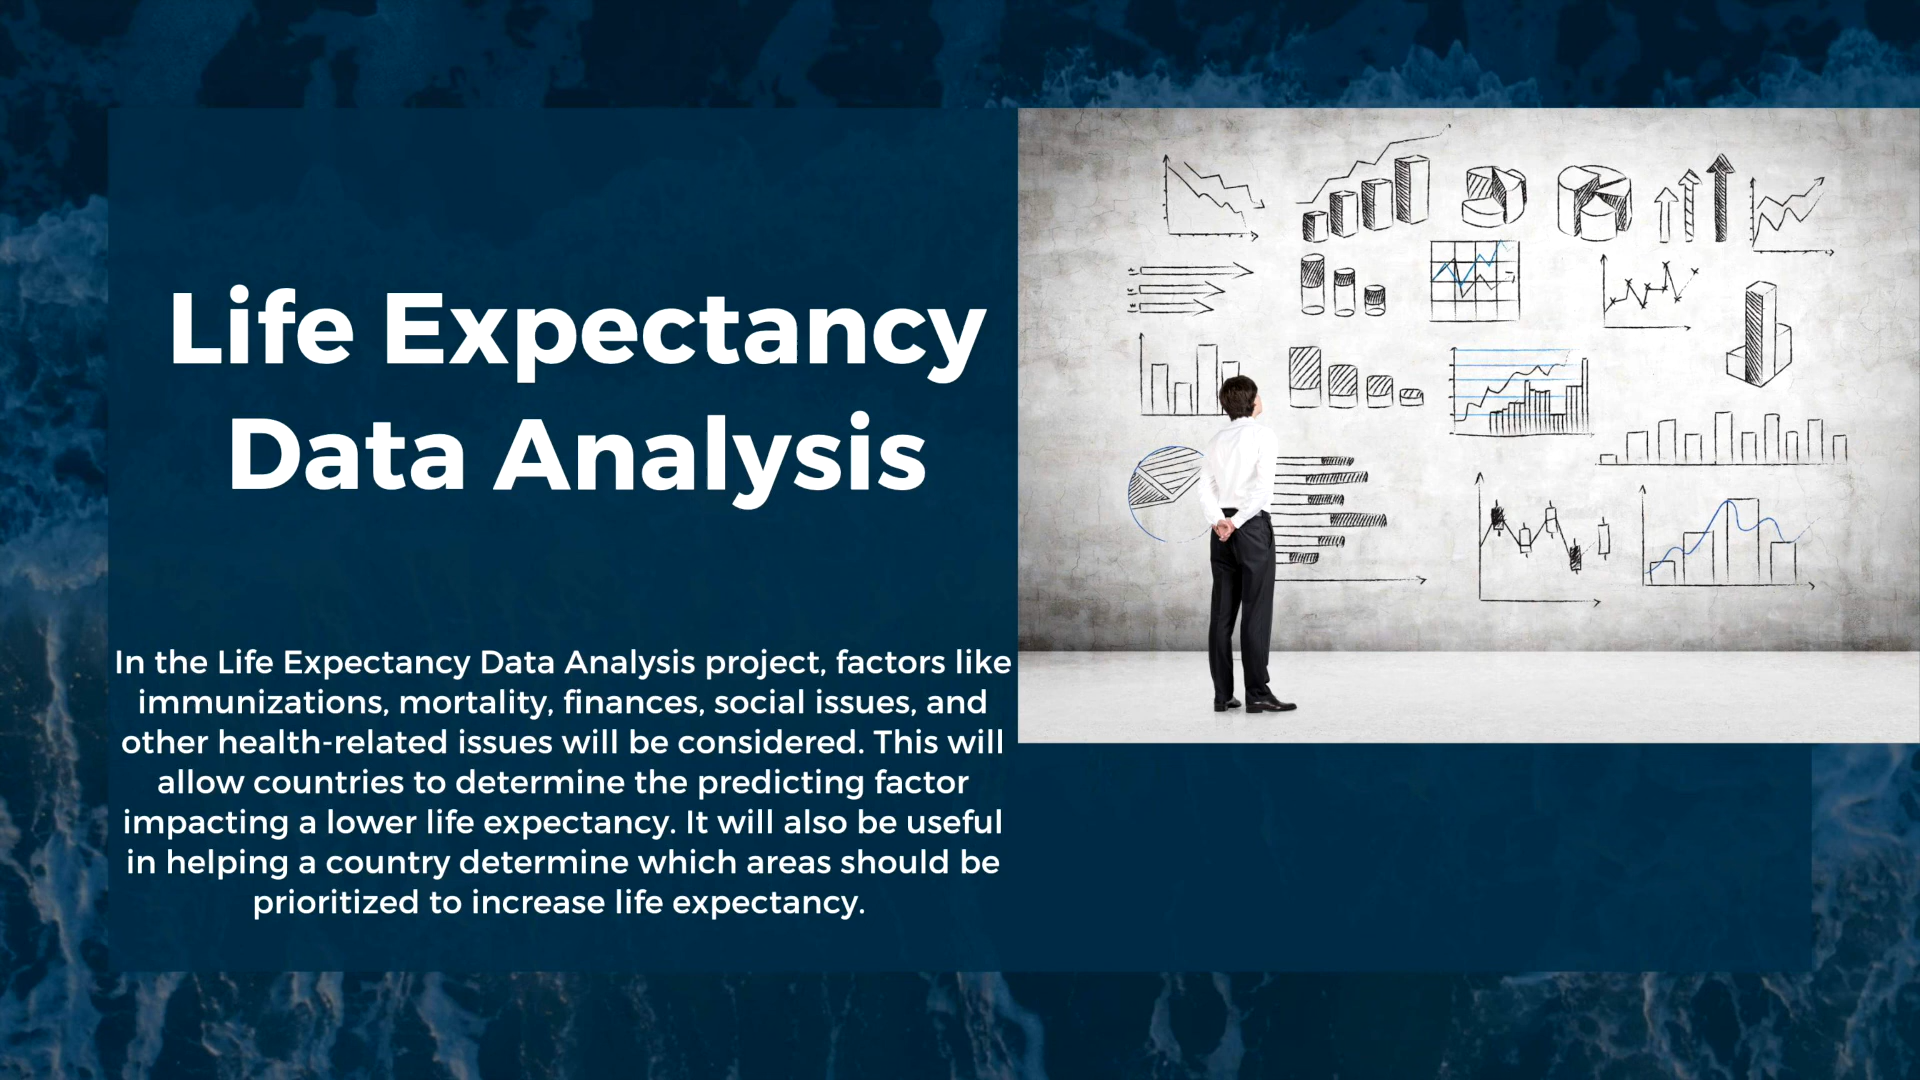 Life Expectancy
Data Analysis
In the Life Expectancy Data Analysis project, factors like
immunizations, mortality, finances, social issues, and
other health-related issues will be considered. This will
allow countries to determine the predicting factor
impacting a lower life expectancy. It will also be useful
in helping a country determine which areas should be
prioritized to increase life expectancy.